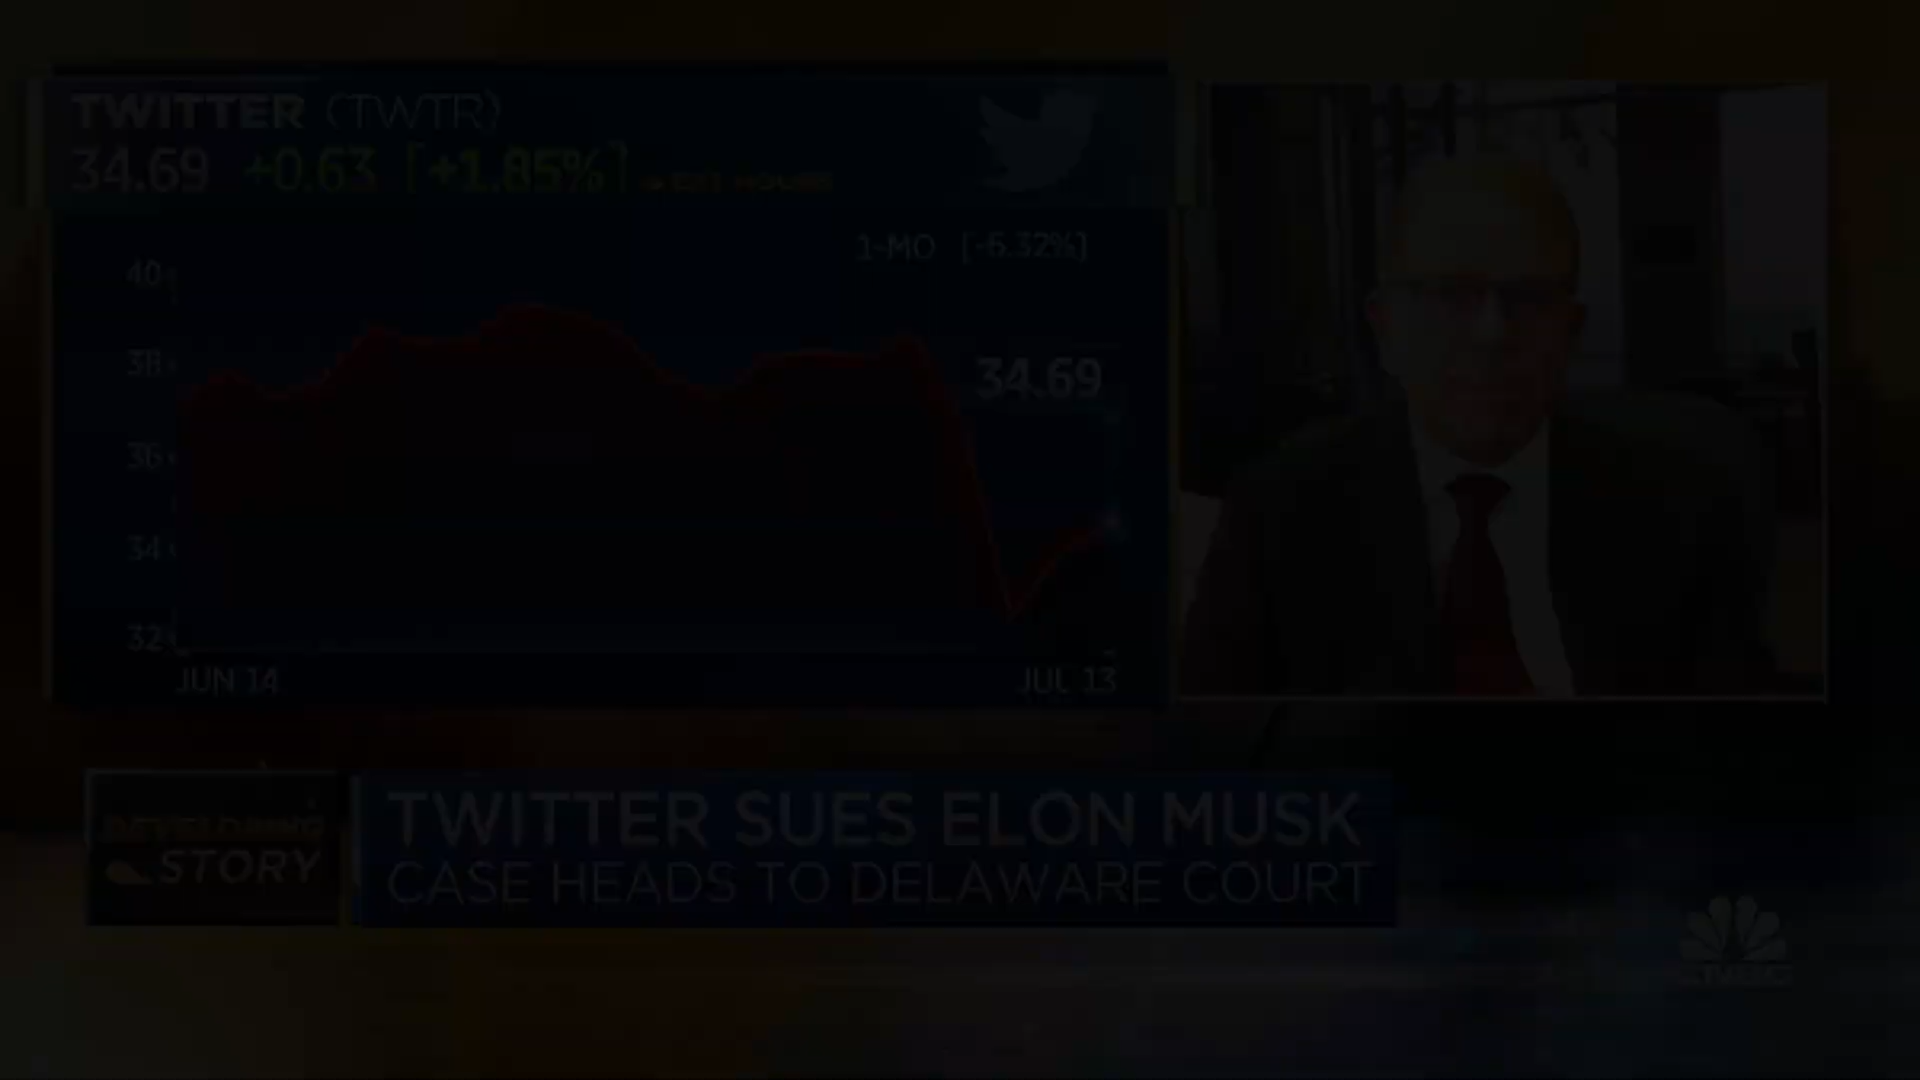 TWITTER (TWTR)
34.69 +0.63 [+1.85%]
1-MO [-6.32%]
40
38
34.69
36
34
32
JUN 14
JUL 13
DEVELOPING
STORY
TWITTER SUES ELON MUSK
CASE HEADS TO DELAWARE COURT